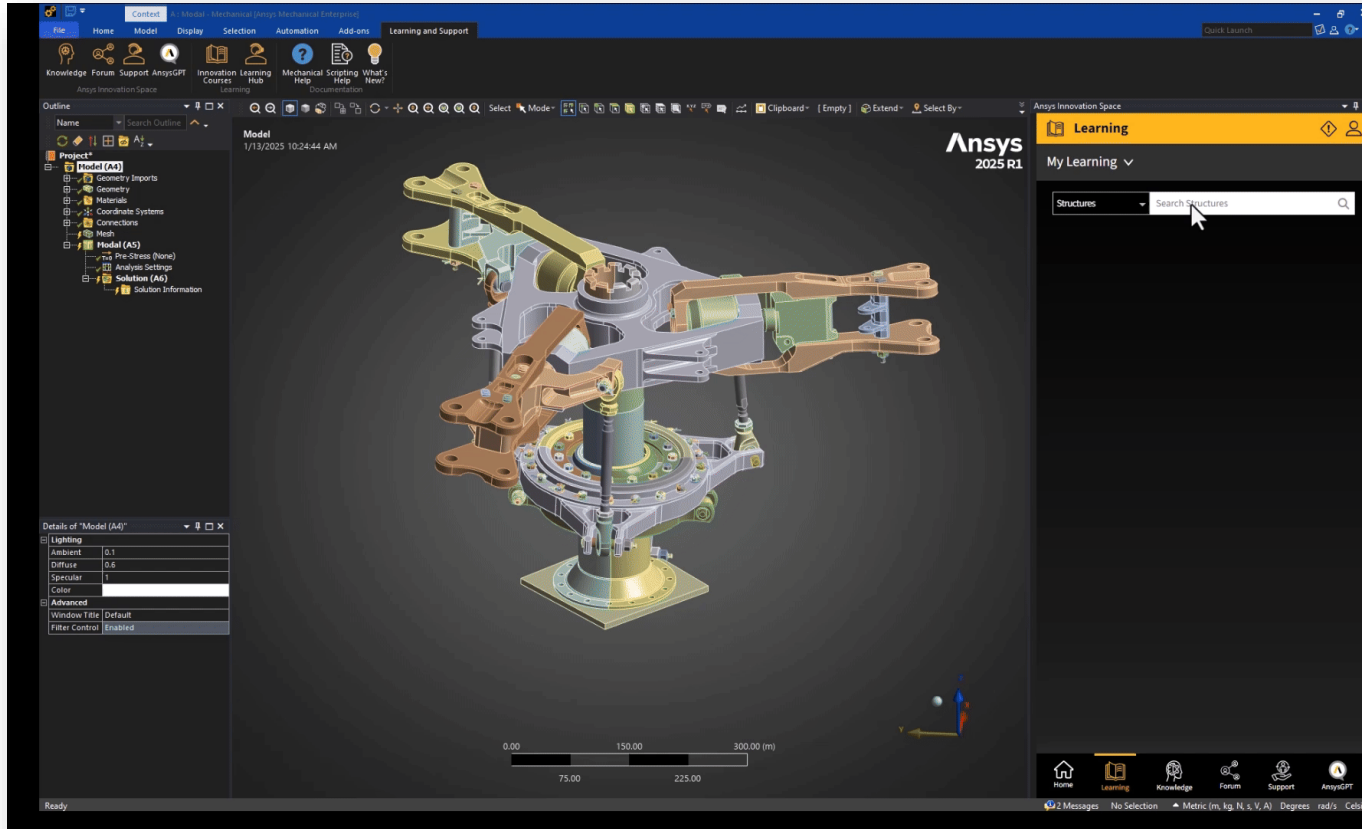 Context
A : Modal - Mechanical [Ansys Mechanical Enterprise]
File Home Model Display Selection Automation Add-ons Learning and Support
Quick Launch
Knowledge Forum Support AnsysGPT
Innovation Courses
Learning Hub
Mechanical Help
Scripting Help
What's New?
Ansys Innovation Space
Learning
Documentation
Outline
Name
Search Outline
Select Mode Clipboard [ Empty ] Extend Select By
Project*
Model (A4)
Geometry Imports
Geometry
Materials
Coordinate Systems
Connections
Mesh
Modal (A5)
T=0 Pre-Stress (None)
Analysis Settings
Solution (A6)
Solution Information
Details of "Model (A4)"
Lighting
Ambient 0.1
Diffuse 0.6
Specular 1
Color
Advanced
Window Title Default
Filter Control Enabled
Model
1/13/2025 10:24:44 AM
Ansys
2025 R1
0.00 150.00 300.00 (m)
75.00 225.00
Ansys Innovation Space
Learning
My Learning
Structures
Search Structures
Home Learning Knowledge Forum Support AnsysGPT
Ready
2 Messages No Selection Metric (m, kg, N, s, V, A) Degrees rad/s Celsi